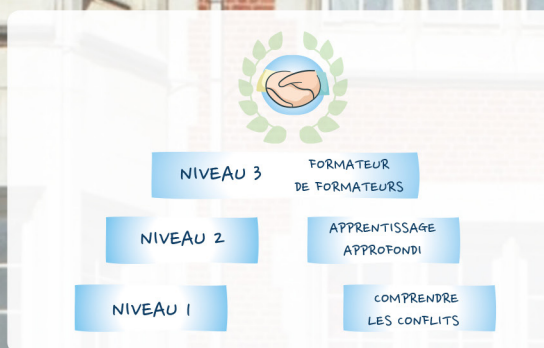 NIVEAU 3
FORMATEUR
DE FORMATEURS
NIVEAU 2
APPRENTISSAGE
APPROFONDI
NIVEAU 1
COMPRENDRE
LES CONFLITS